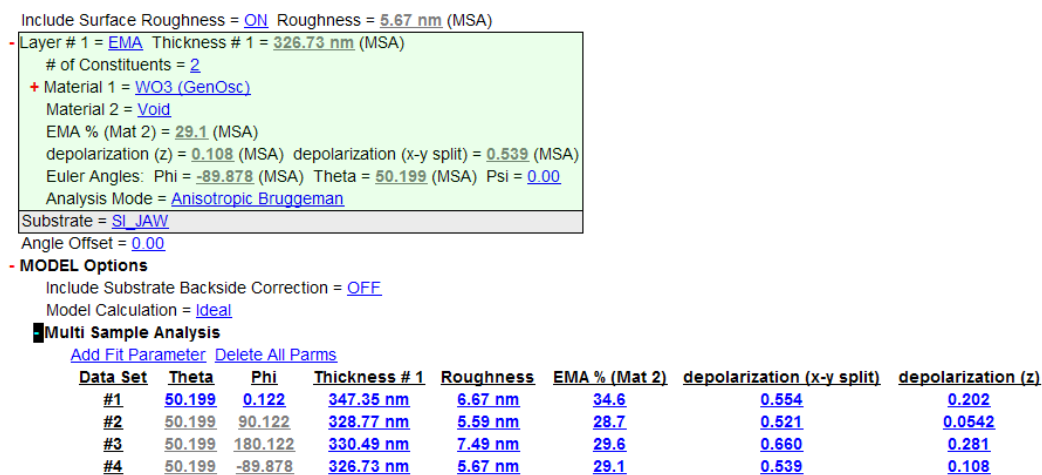 Include Surface Roughness = ON Roughness = 5.67 nm (MSA)
- Layer # 1 = EMA Thickness # 1 = 326.73 nm (MSA)
# of Constituents = 2
+ Material 1 = WO3 (GenOsc)
Material 2 = Void
EMA % (Mat 2) = 29.1 (MSA)
depolarization (z) = 0.108 (MSA) depolarization (x-y split) = 0.539 (MSA)
Euler Angles: Phi = -89.878 (MSA) Theta = 50.199 (MSA) Psi = 0.00
Analysis Mode = Anisotropic Bruggeman
Substrate = SI_JAW
Angle Offset = 0.00
- MODEL Options
Include Substrate Backside Correction = OFF
Model Calculation = Ideal
- Multi Sample Analysis
Add Fit Parameter Delete All Parms
Data Set Theta Phi Thickness # 1 Roughness EMA % (Mat 2) depolarization (x-y split) depolarization (z)
#1 50.199 0.122 347.35 nm 6.67 nm 34.6 0.554 0.202
#2 50.199 90.122 328.77 nm 5.59 nm 28.7 0.521 0.0542
#3 50.199 180.122 330.49 nm 7.49 nm 29.6 0.660 0.281
#4 50.199 -89.878 326.73 nm 5.67 nm 29.1 0.539 0.108